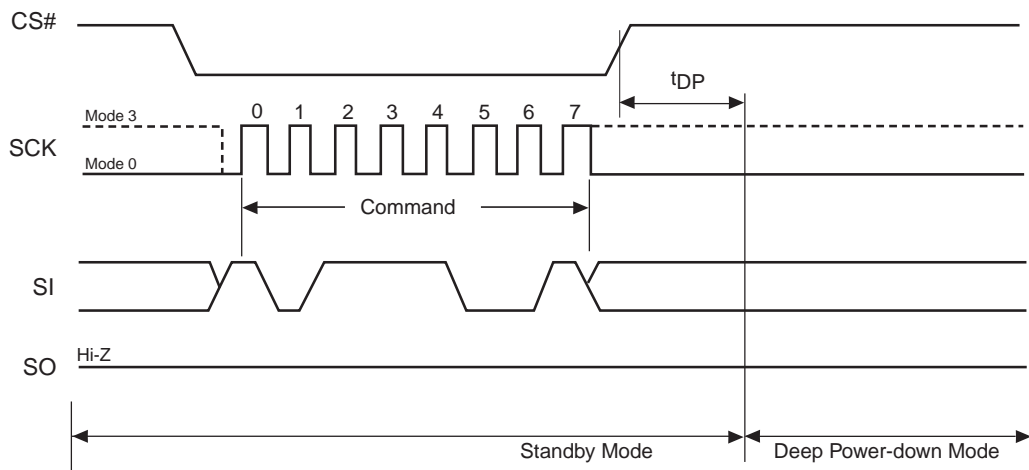 CS#
tDP
Mode 3
0 1 2 3 4 5 6 7
SCK
Mode 0
Command
SI
Hi-Z
SO
Standby Mode
Deep Power-down Mode